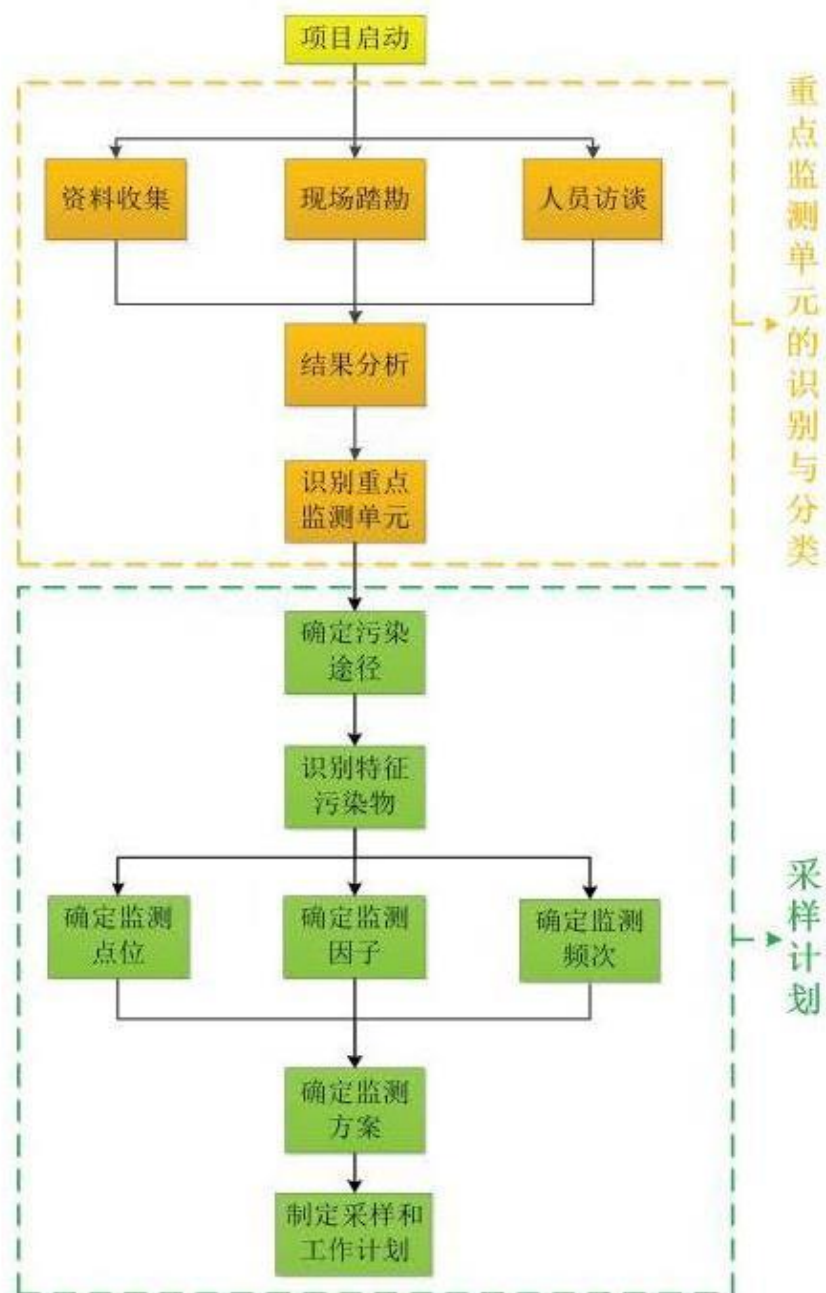 项目启动
资料收集
现场踏勘
人员访谈
结果分析
识别重点
监测单元
重点监测单元的识别与分类
确定污染
途径
识别特征
污染物
确定监测
点位
确定监测
因子
确定监测
频次
确定监测
方案
制定采样和
工作计划
采样计划